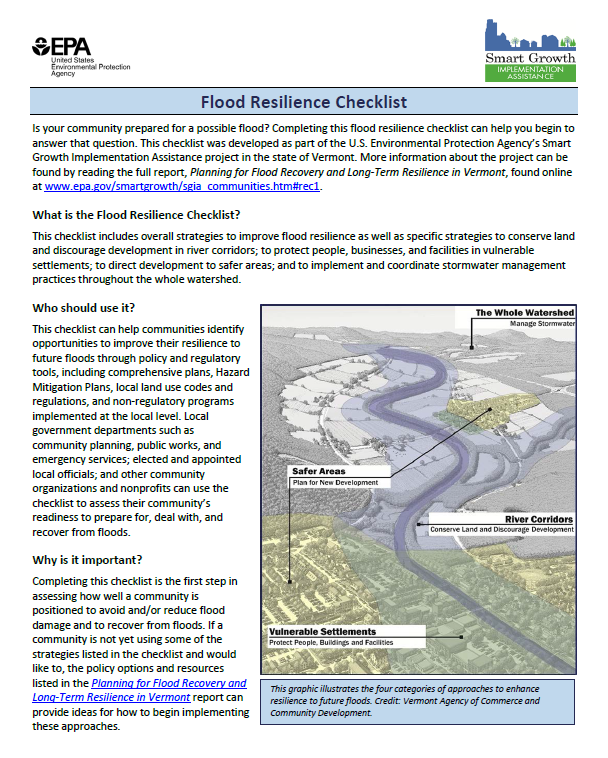 EPA
United States
Environmental Protection
Agency
Smart Growth
IMPLEMENTATION
ASSISTANCE
Flood Resilience Checklist
Is your community prepared for a possible flood? Completing this flood resilience checklist can help you begin to
answer that question. This checklist was developed as part of the U.S. Environmental Protection Agency's Smart
Growth Implementation Assistance project in the state of Vermont. More information about the project can be
found by reading the full report, Planning for Flood Recovery and Long-Term Resilience in Vermont, found online
at www.epa.gov/smartgrowth/sgia_communities.htm#rec1.
What is the Flood Resilience Checklist?
This checklist includes overall strategies to improve flood resilience as well as specific strategies to conserve land
and discourage development in river corridors; to protect people, businesses, and facilities in vulnerable
settlements; to direct development to safer areas; and to implement and coordinate stormwater management
practices throughout the whole watershed.
Who should use it?
This checklist can help communities identify
opportunities to improve their resilience to
future floods through policy and regulatory
tools, including comprehensive plans, Hazard
Mitigation Plans, local land use codes and
regulations, and non-regulatory programs
implemented at the local level. Local
government departments such as
community planning, public works, and
emergency services; elected and appointed
local officials; and other community
organizations and nonprofits can use the
checklist to assess their community's
readiness to prepare for, deal with, and
recover from floods.
Why is it important?
Completing this checklist is the first step in
assessing how well a community is
positioned to avoid and/or reduce flood
damage and to recover from floods. If a
community is not yet using some of the
strategies listed in the checklist and would
like to, the policy options and resources
listed in the Planning for Flood Recovery and
Long-Term Resilience in Vermont report can
provide ideas for how to begin implementing
these approaches.
The Whole Watershed
Manage Stormwater
Safer Areas
Plan for New Development
River Corridors
Conserve Land and Discourage Development
Vulnerable Settlements
Protect People, Buildings and Facilities
This graphic illustrates the four categories of approaches to enhance
resilience to future floods. Credit: Vermont Agency of Commerce and
Community Development.